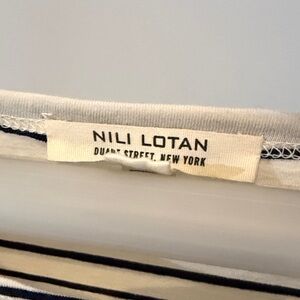 NILI LOTAN
DUANE STREET, NEW YORK